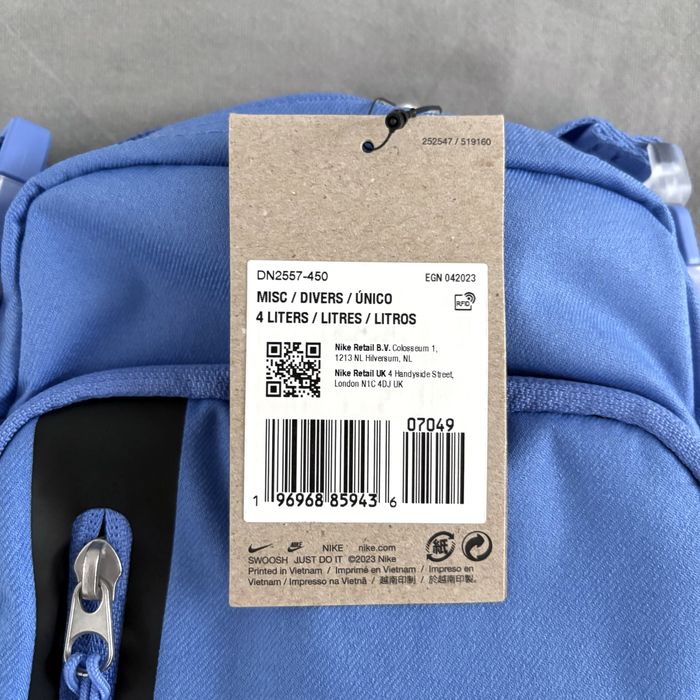 252547 / 519160
DN2557-450
EGN 042023
MISC / DIVERS / ÚNICO
4 LITERS / LITRES / LITROS
RFID
Nike Retail B.V. Colosseum 1,
1213 NL Hilversum, NL
Nike Retail UK 4 Handyside Street,
London N1C 4DJ UK
07049
1 96968 85943 6
NIKE nike.com
SWOOSH JUST DO IT ©2023 Nike
Printed in Vietnam / Imprimé en Vietnam / Impreso en
Vietnam / Impresso na Vietnã / 越南印制 / 於越南印製
紙